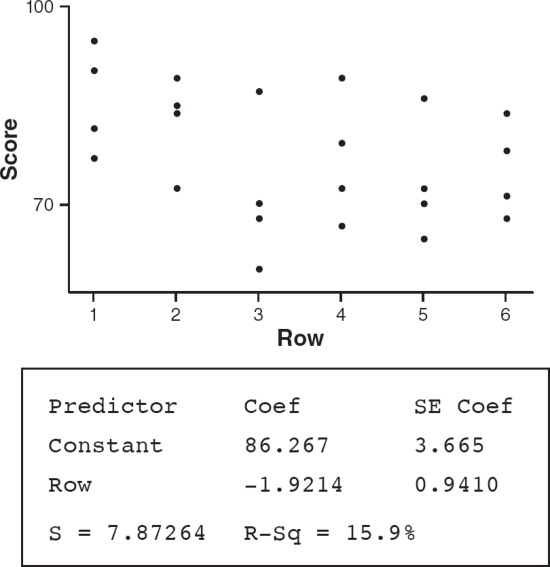 100
70
Score
1 2 3 4 5 6
Row
Predictor Coef SE Coef
Constant 86.267 3.665
Row -1.9214 0.9410
S = 7.87264 R-Sq = 15.9%